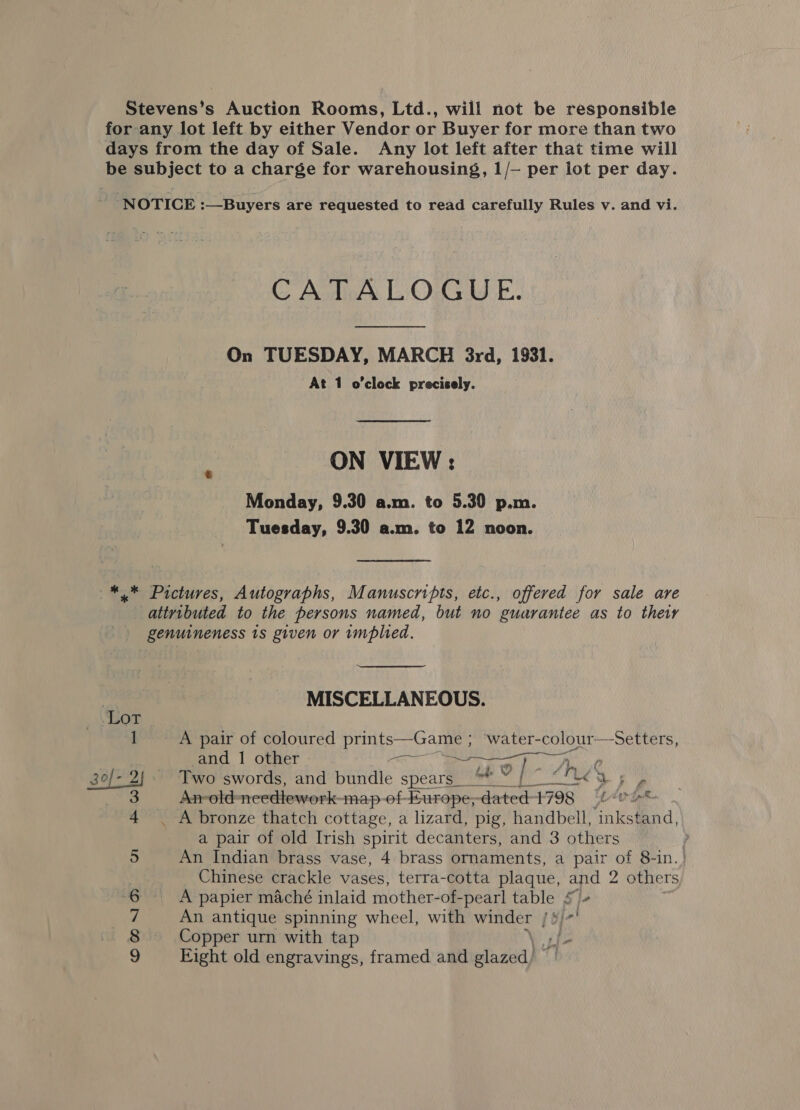 Stevens's Auction Rooms, Ltd., will not be responsible
for any lot left by either Vendor or Buyer for more than two
days from the day of Sale. Any lot left after that time will
be subject to a charge for warehousing, 1/- per lot per day.
NOTICE :—Buyers are requested to read carefully Rules v. and vi.
CATALOGUE.
On TUESDAY, MARCH 3rd, 1931.
At 1 o'clock precisely.
ON VIEW :
Monday, 9.30 a.m. to 5.30 p.m.
Tuesday, 9.30 a.m. to 12 noon.
*** Pictures, Autographs, Manuscripts, etc., offered for sale are
attributed to the persons named, but no guarantee as to their
genuineness is given or implied.
MISCELLANEOUS.
LOT
1 A pair of coloured prints—Game ; water-colour—Setters,
and 1 other
30/- 2 Two swords, and bundle spears
3 An old needlework map of Europe, dated 1798
4 A bronze thatch cottage, a lizard, pig, handbell, inkstand,
a pair of old Irish spirit decanters, and 3 others
5 An Indian brass vase, 4 brass ornaments, a pair of 8-in.
Chinese crackle vases, terra-cotta plaque, and 2 others
6 A papier maché inlaid mother-of-pearl table 5/-
7 An antique spinning wheel, with winder
8 Copper urn with tap
9 Eight old engravings, framed and glazed